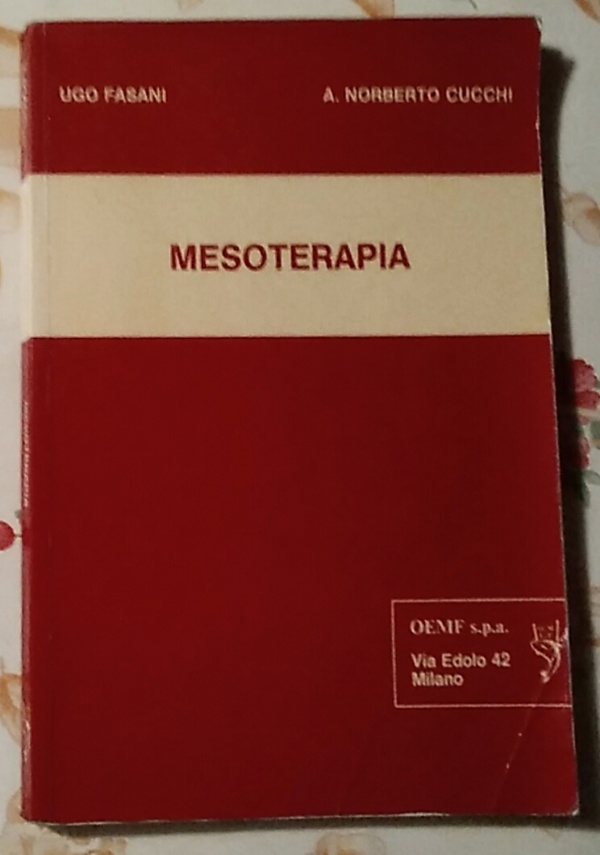 UGO FASANI
A. NORBERTO CUCCHI
MESOTERAPIA
OEMF s.p.a.
Via Edolo 42
Milano